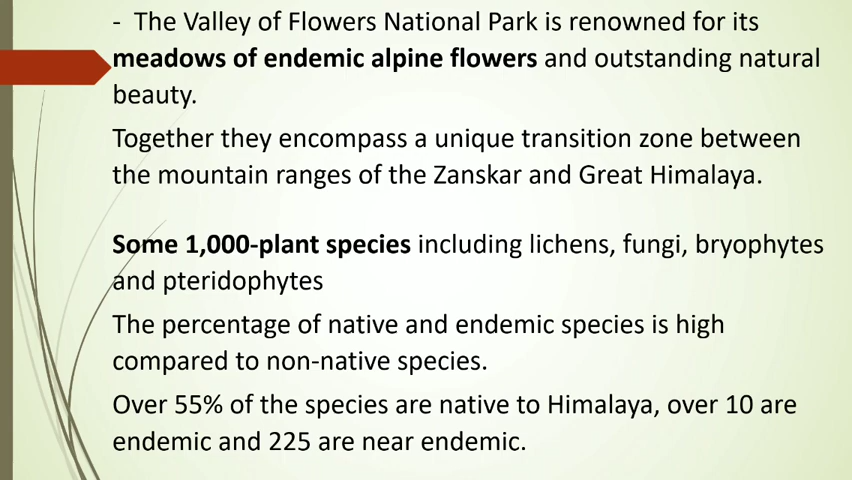 - The Valley of Flowers National Park is renowned for its
meadows of endemic alpine flowers and outstanding natural
beauty.
Together they encompass a unique transition zone between
the mountain ranges of the Zanskar and Great Himalaya.
Some 1,000-plant species including lichens, fungi, bryophytes
and pteridophytes
The percentage of native and endemic species is high
compared to non-native species.
Over 55% of the species are native to Himalaya, over 10 are
endemic and 225 are near endemic.